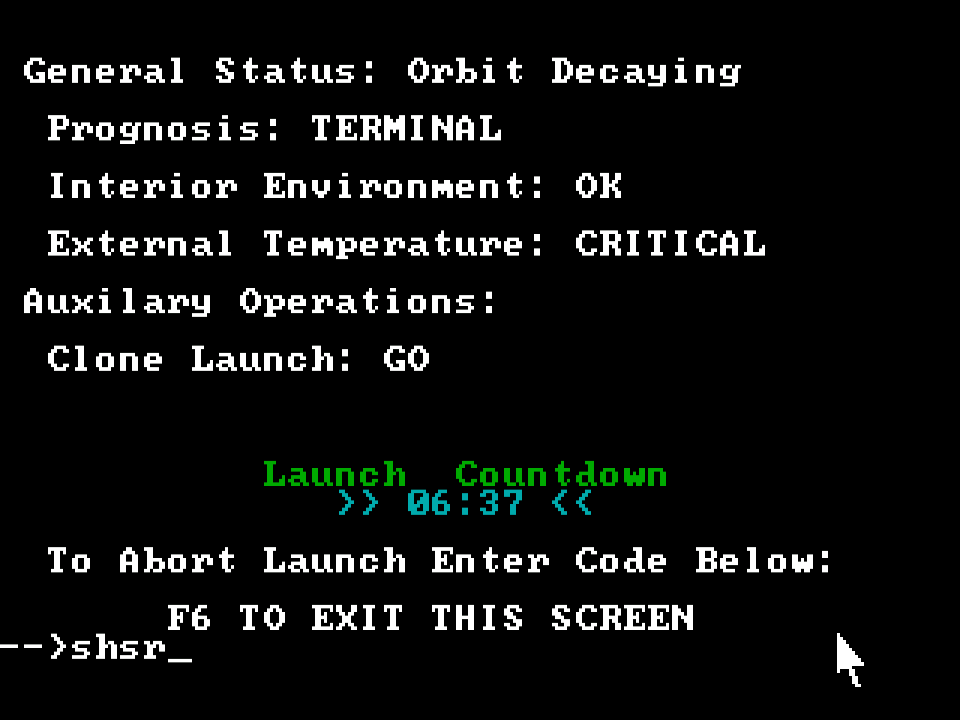 General Status: Orbit Decaying
Prognosis: TERMINAL
Interior Environment: OK
External Temperature: CRITICAL
Auxilary Operations:
Clone Launch: GO
Launch  Countdown
>> 06:37 <<
To Abort Launch Enter Code Below:
F6 TO EXIT THIS SCREEN
-->shsr_